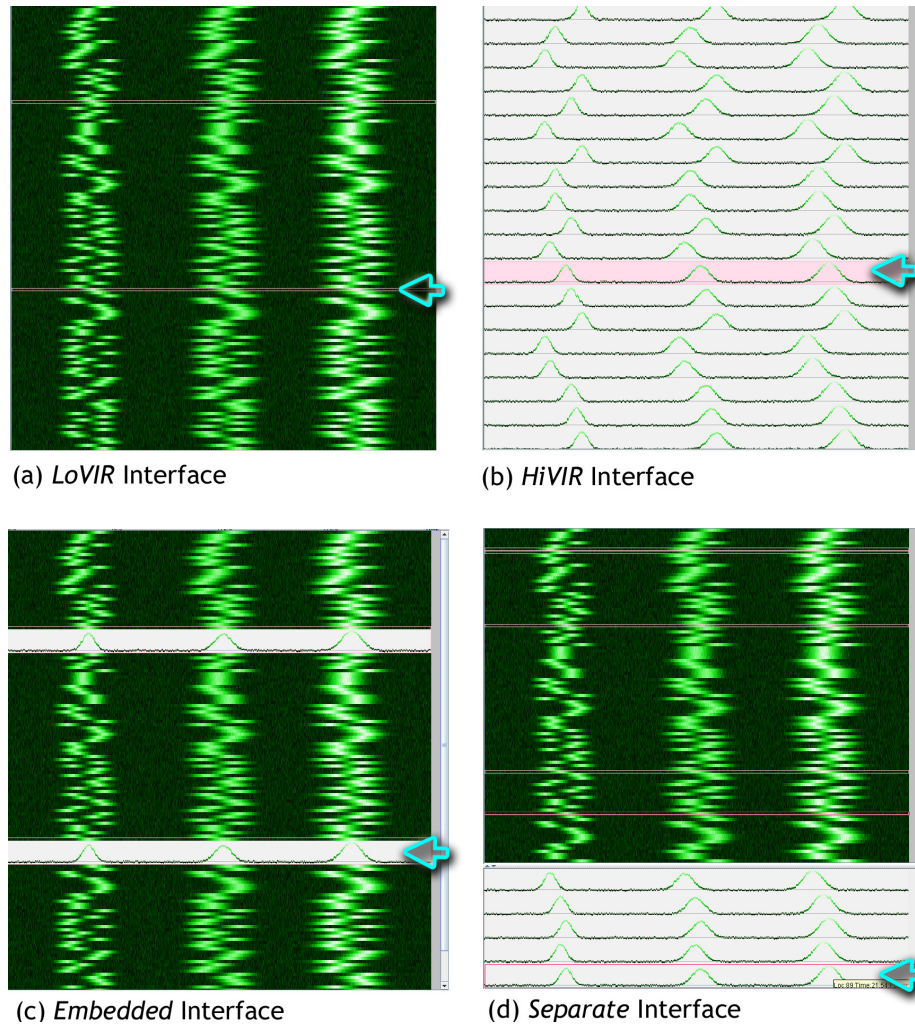 (a) LoVIR Interface
(b) HiVIR Interface
(c) Embedded Interface
(d) Separate Interface